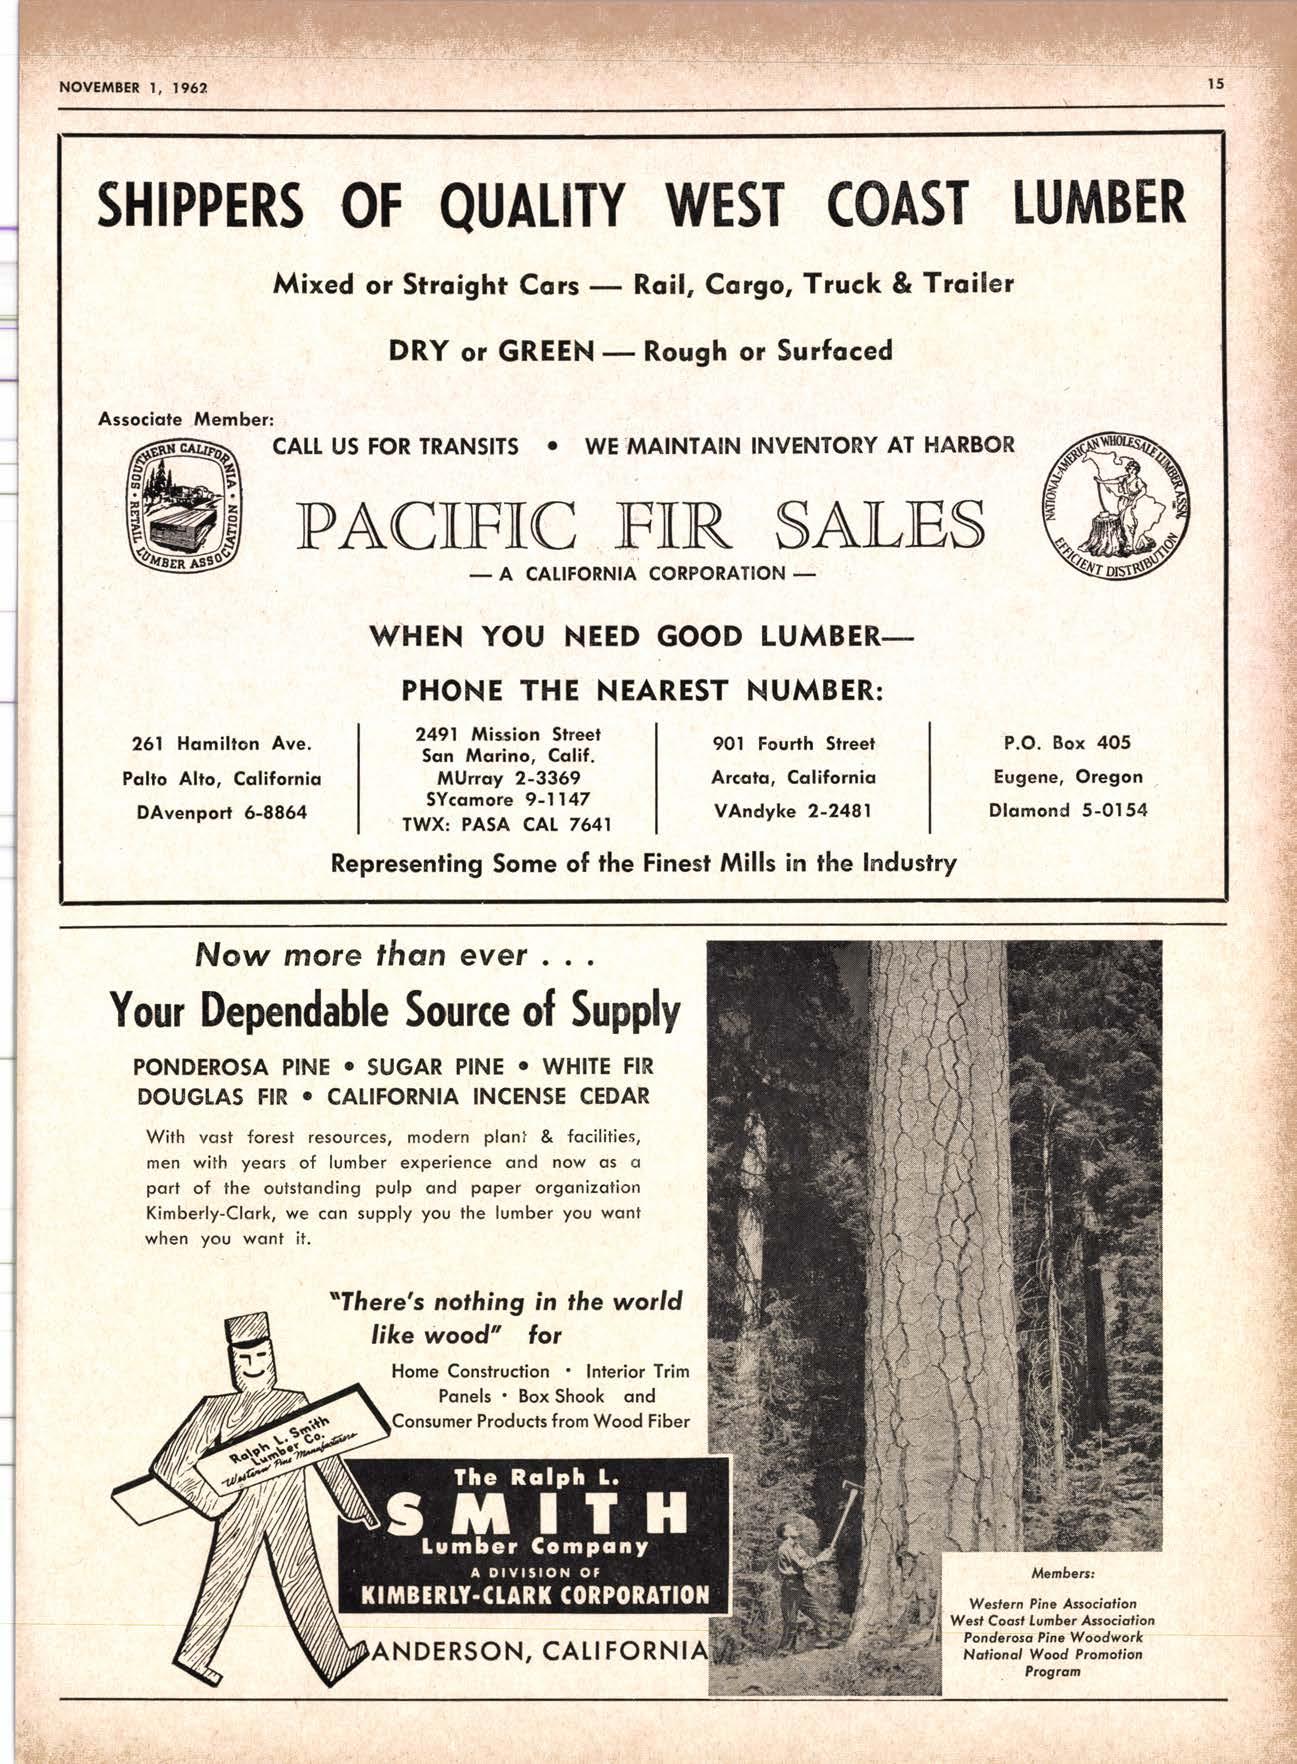 NOVEMBER 1, 1962
15
SHIPPERS OF QUALITY WEST COAST LUMBER
Mixed or Straight Cars — Rail, Cargo, Truck & Trailer
DRY or GREEN — Rough or Surfaced
Associate Member:
SOUTHERN CALIFORNIA
RETAIL LUMBER ASSOCIATION
CALL US FOR TRANSITS • WE MAINTAIN INVENTORY AT HARBOR
NATIONAL-AMERICAN WHOLESALE LUMBER ASSN.
EFFICIENT DISTRIBUTION
PACIFIC FIR SALES
— A CALIFORNIA CORPORATION —
WHEN YOU NEED GOOD LUMBER—
PHONE THE NEAREST NUMBER:
261 Hamilton Ave.
Palto Alto, California
DAvenport 6-8864
2491 Mission Street
San Marino, Calif.
MUrray 2-3369
SYcamore 9-1147
TWX: PASA CAL 7641
901 Fourth Street
Arcata, California
VAndyke 2-2481
P.O. Box 405
Eugene, Oregon
DIamond 5-0154
Representing Some of the Finest Mills in the Industry
Now more than ever . . .
Your Dependable Source of Supply
PONDEROSA PINE • SUGAR PINE • WHITE FIR
DOUGLAS FIR • CALIFORNIA INCENSE CEDAR
With vast forest resources, modern plant & facilities,
men with years of lumber experience and now as a
part of the outstanding pulp and paper organization
Kimberly-Clark, we can supply you the lumber you want
when you want it.
"There's nothing in the world
like wood" for
Home Construction • Interior Trim
Panels • Box Shook and
Consumer Products from Wood Fiber
Ralph L. Smith
Lumber Co.
Western Pine Manufacturers
The Ralph L.
SMITH
Lumber Company
A DIVISION OF
KIMBERLY-CLARK CORPORATION
ANDERSON, CALIFORNIA
Members:
Western Pine Association
West Coast Lumber Association
Ponderosa Pine Woodwork
National Wood Promotion
Program